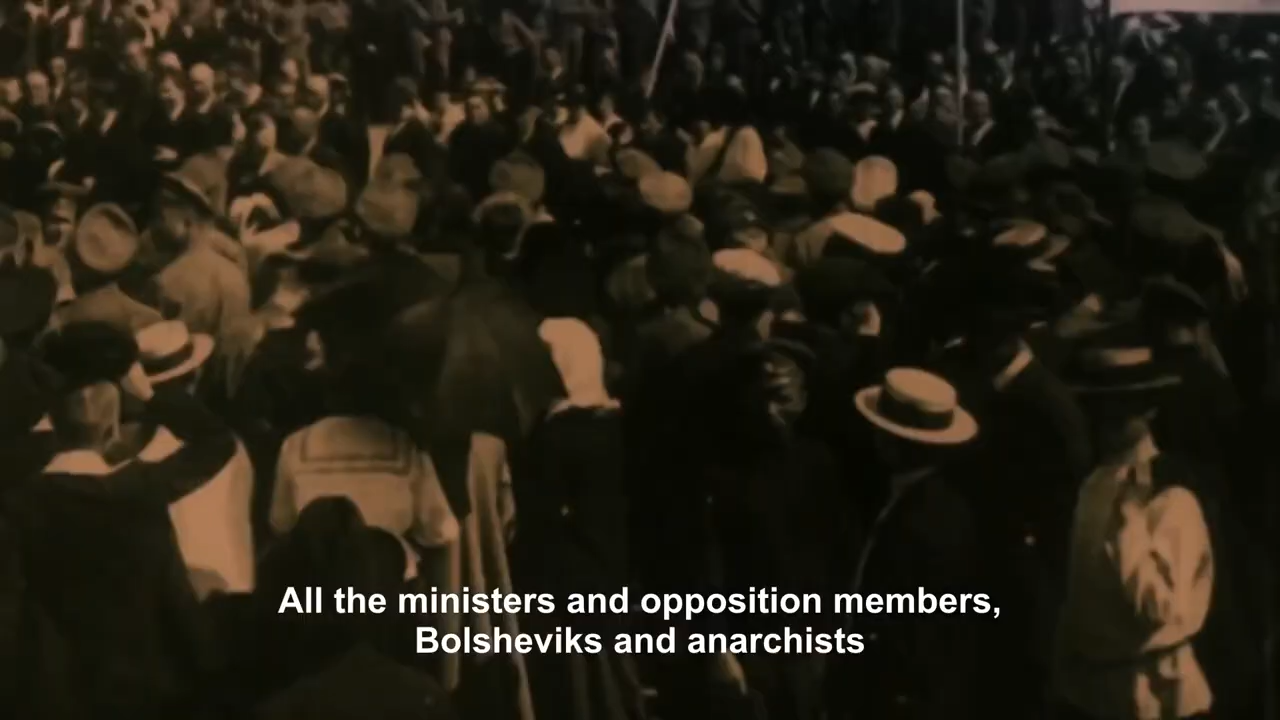 All the ministers and opposition members,
Bolsheviks and anarchists